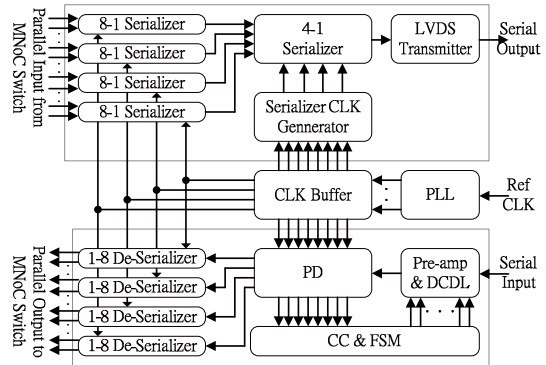 Parallel Input from
MNoC Switch
8-1 Serializer
8-1 Serializer
8-1 Serializer
8-1 Serializer
4-1
Serializer
LVDS
Transmitter
Serial
Output
Serializer CLK
Gennerator
CLK Buffer
PLL
Ref
CLK
Parallel Output to
MNoC Switch
1-8 De-Serializer
1-8 De-Serializer
1-8 De-Serializer
1-8 De-Serializer
PD
Pre-amp
& DCDL
Serial
Input
CC & FSM